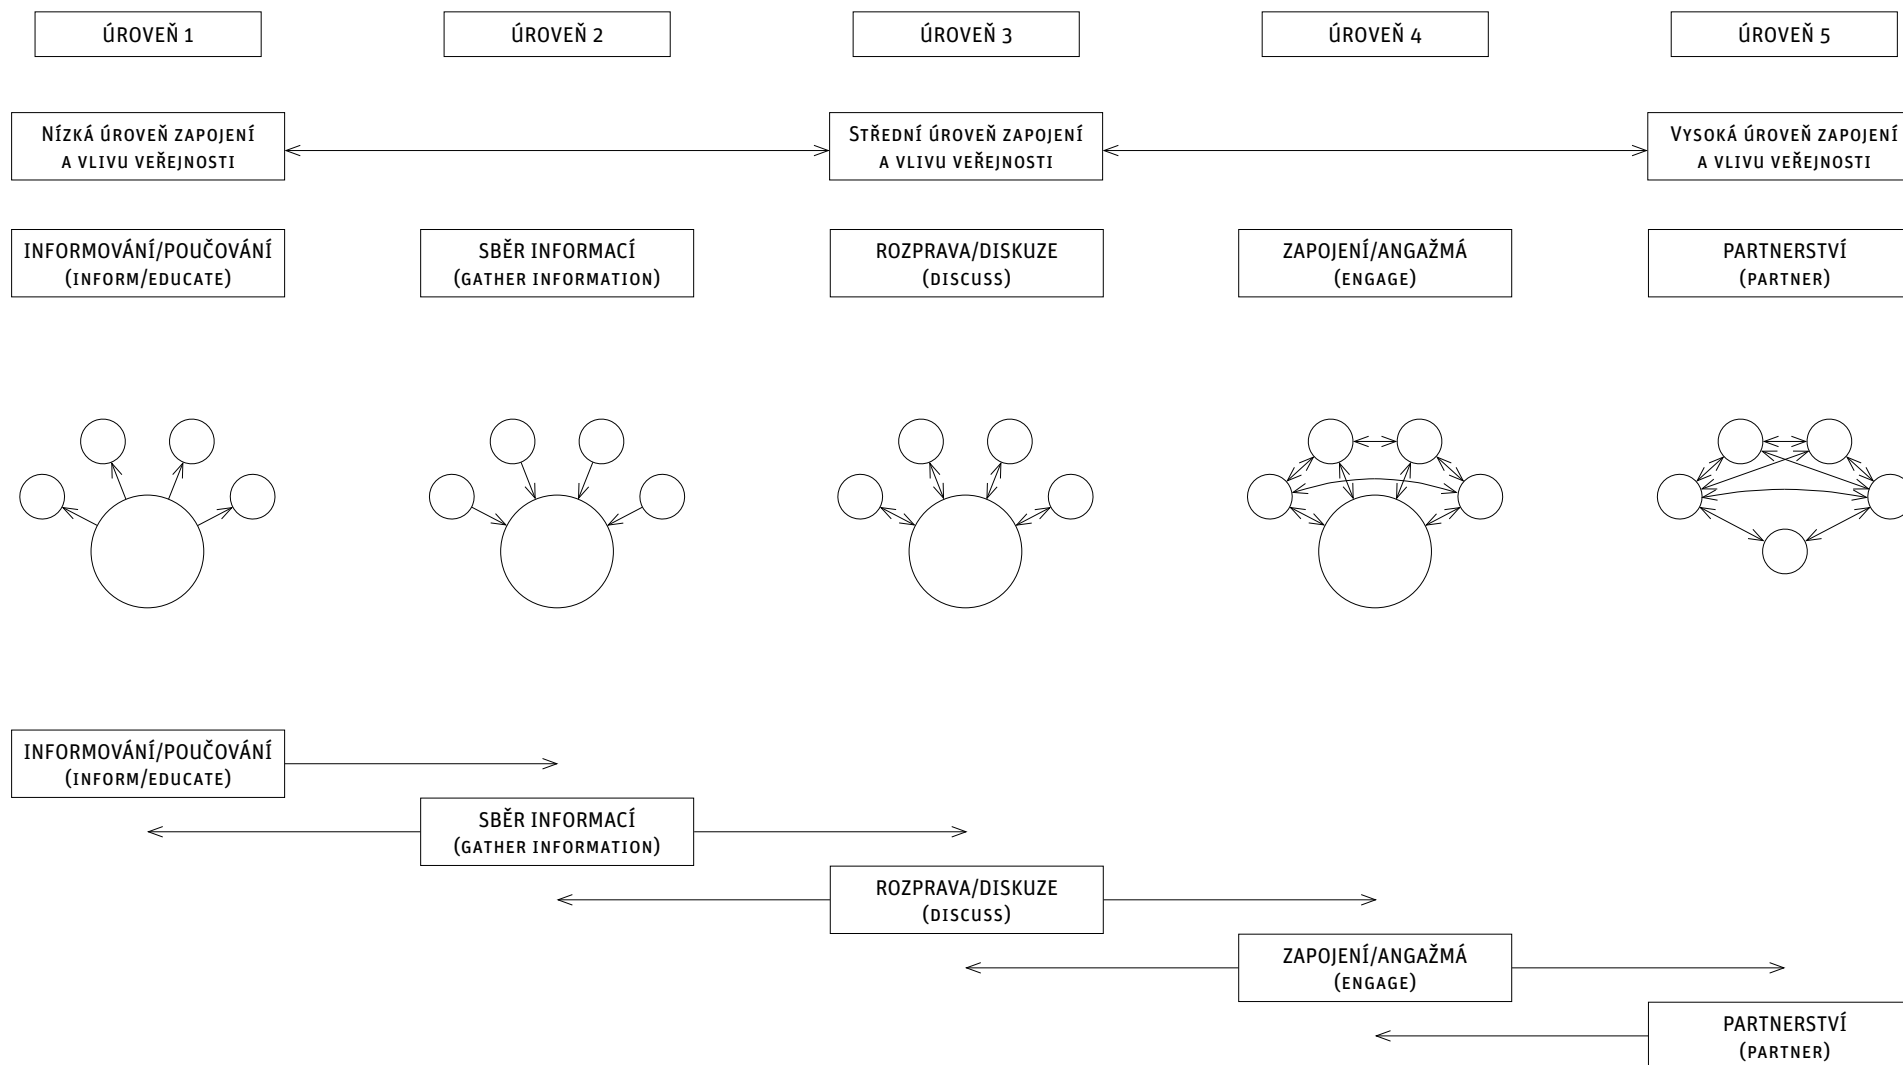 ÚROVEŇ 1
ÚROVEŇ 2
ÚROVEŇ 3
ÚROVEŇ 4
ÚROVEŇ 5
Nízká úroveň zapojení
a vlivu veřejnosti
Střední úroveň zapojení
a vlivu veřejnosti
Vysoká úroveň zapojení
a vlivu veřejnosti
INFORMOVÁNÍ/POUČOVÁNÍ
(inform/educate)
SBĚR INFORMACÍ
(gather information)
ROZPRAVA/DISKUZE
(discuss)
ZAPOJENÍ/ANGAŽMÁ
(engage)
PARTNERSTVÍ
(partner)
INFORMOVÁNÍ/POUČOVÁNÍ
(inform/educate)
SBĚR INFORMACÍ
(gather information)
ROZPRAVA/DISKUZE
(discuss)
ZAPOJENÍ/ANGAŽMÁ
(engage)
PARTNERSTVÍ
(partner)